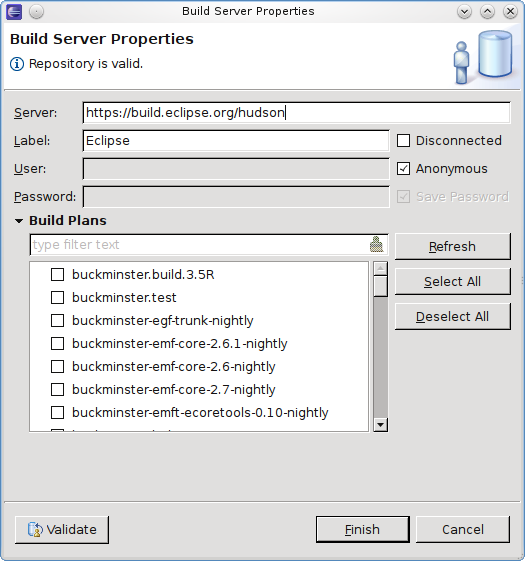 Build Server Properties
Build Server Properties
Repository is valid.
Server: https://build.eclipse.org/hudson
Label: Eclipse Disconnected
User: Anonymous
Password: Save Password
Build Plans
type filter text Refresh
buckminster.build.3.5R Select All
buckminster.test
buckminster-egf-trunk-nightly Deselect All
buckminster-emf-core-2.6.1-nightly
buckminster-emf-core-2.6-nightly
buckminster-emf-core-2.7-nightly
buckminster-emft-ecoretools-0.10-nightly
Validate Finish Cancel